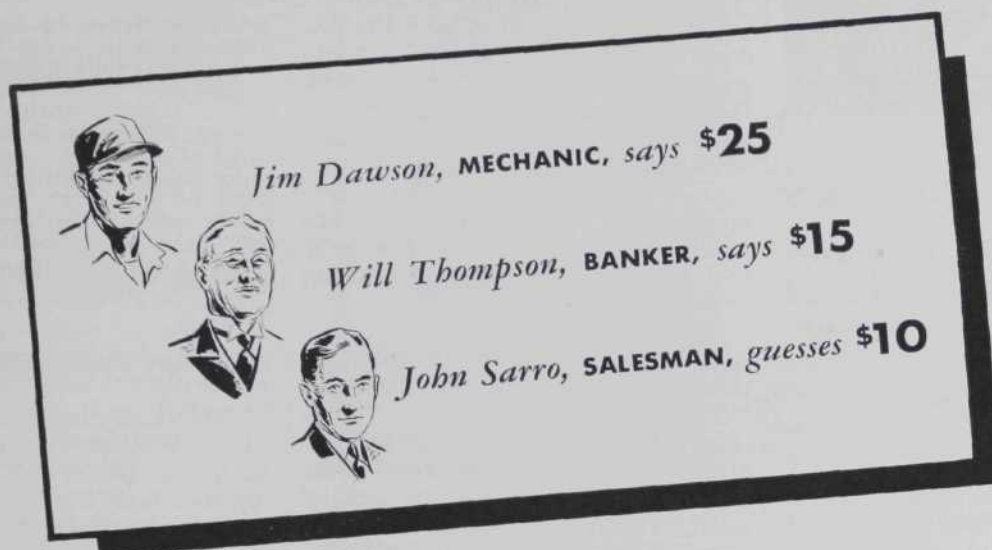 Jim Dawson, MECHANIC, says $25
Will Thompson, BANKER, says $15
John Sarro, SALESMAN, guesses $10